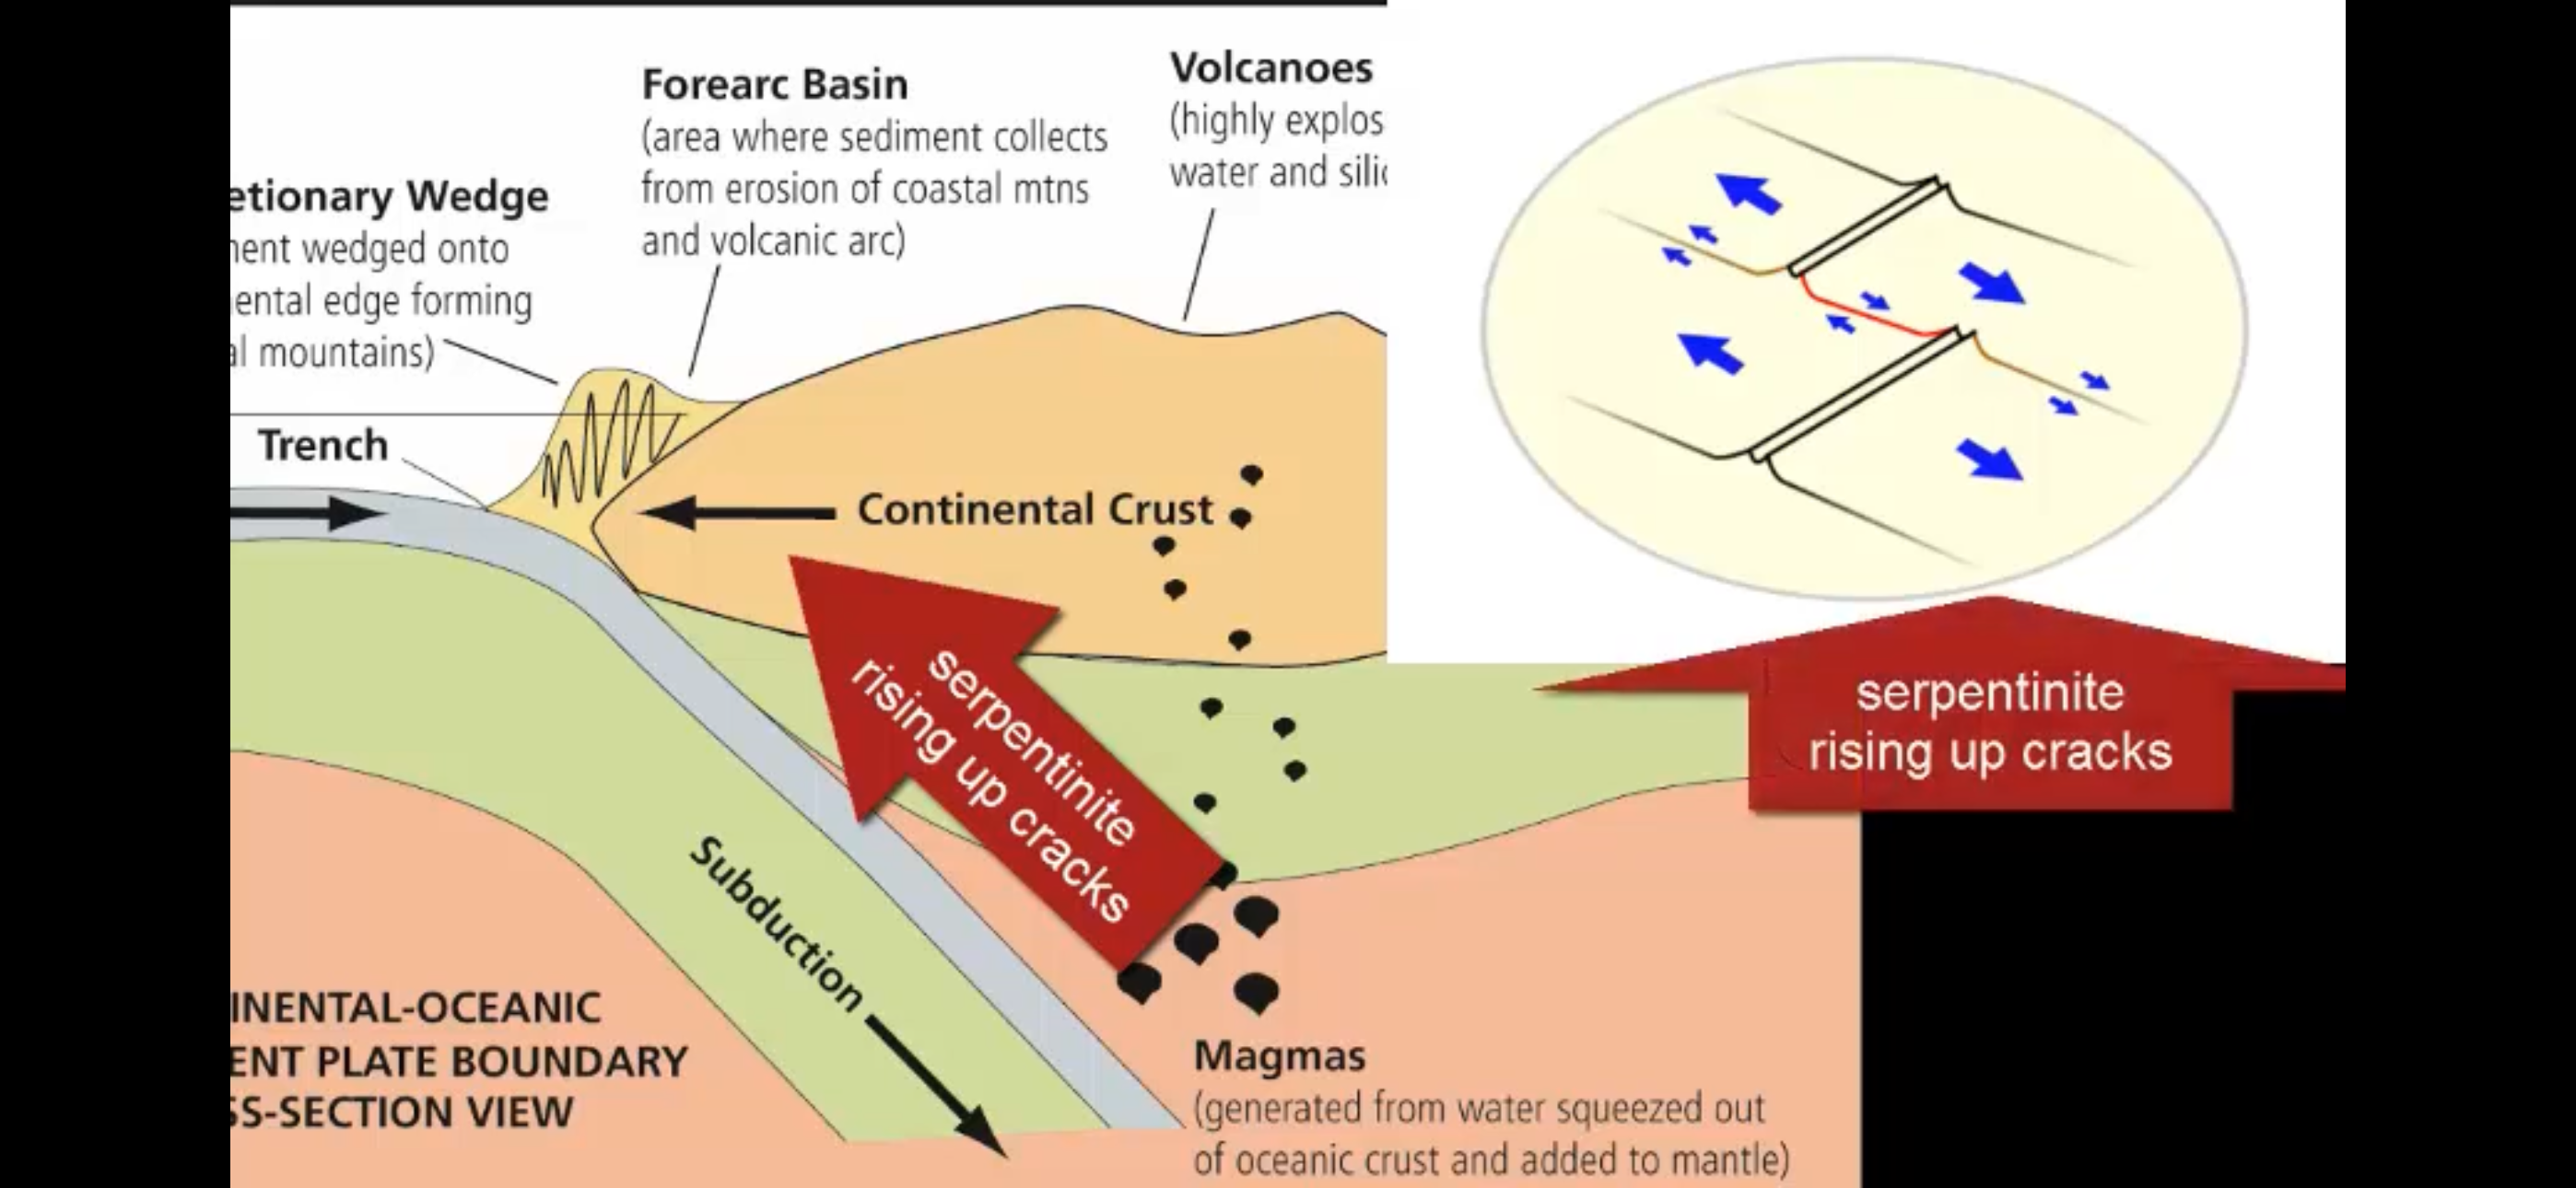 Forearc Basin
(area where sediment collects
from erosion of coastal mtns
and volcanic arc)
Volcanoes
(highly explos
water and silic
etionary Wedge
ment wedged onto
ental edge forming
al mountains)
Trench
Continental Crust
serpentinite
rising up cracks
serpentinite
rising up cracks
Subduction
INENTAL-OCEANIC
ENT PLATE BOUNDARY
SS-SECTION VIEW
Magmas
(generated from water squeezed out
of oceanic crust and added to mantle)